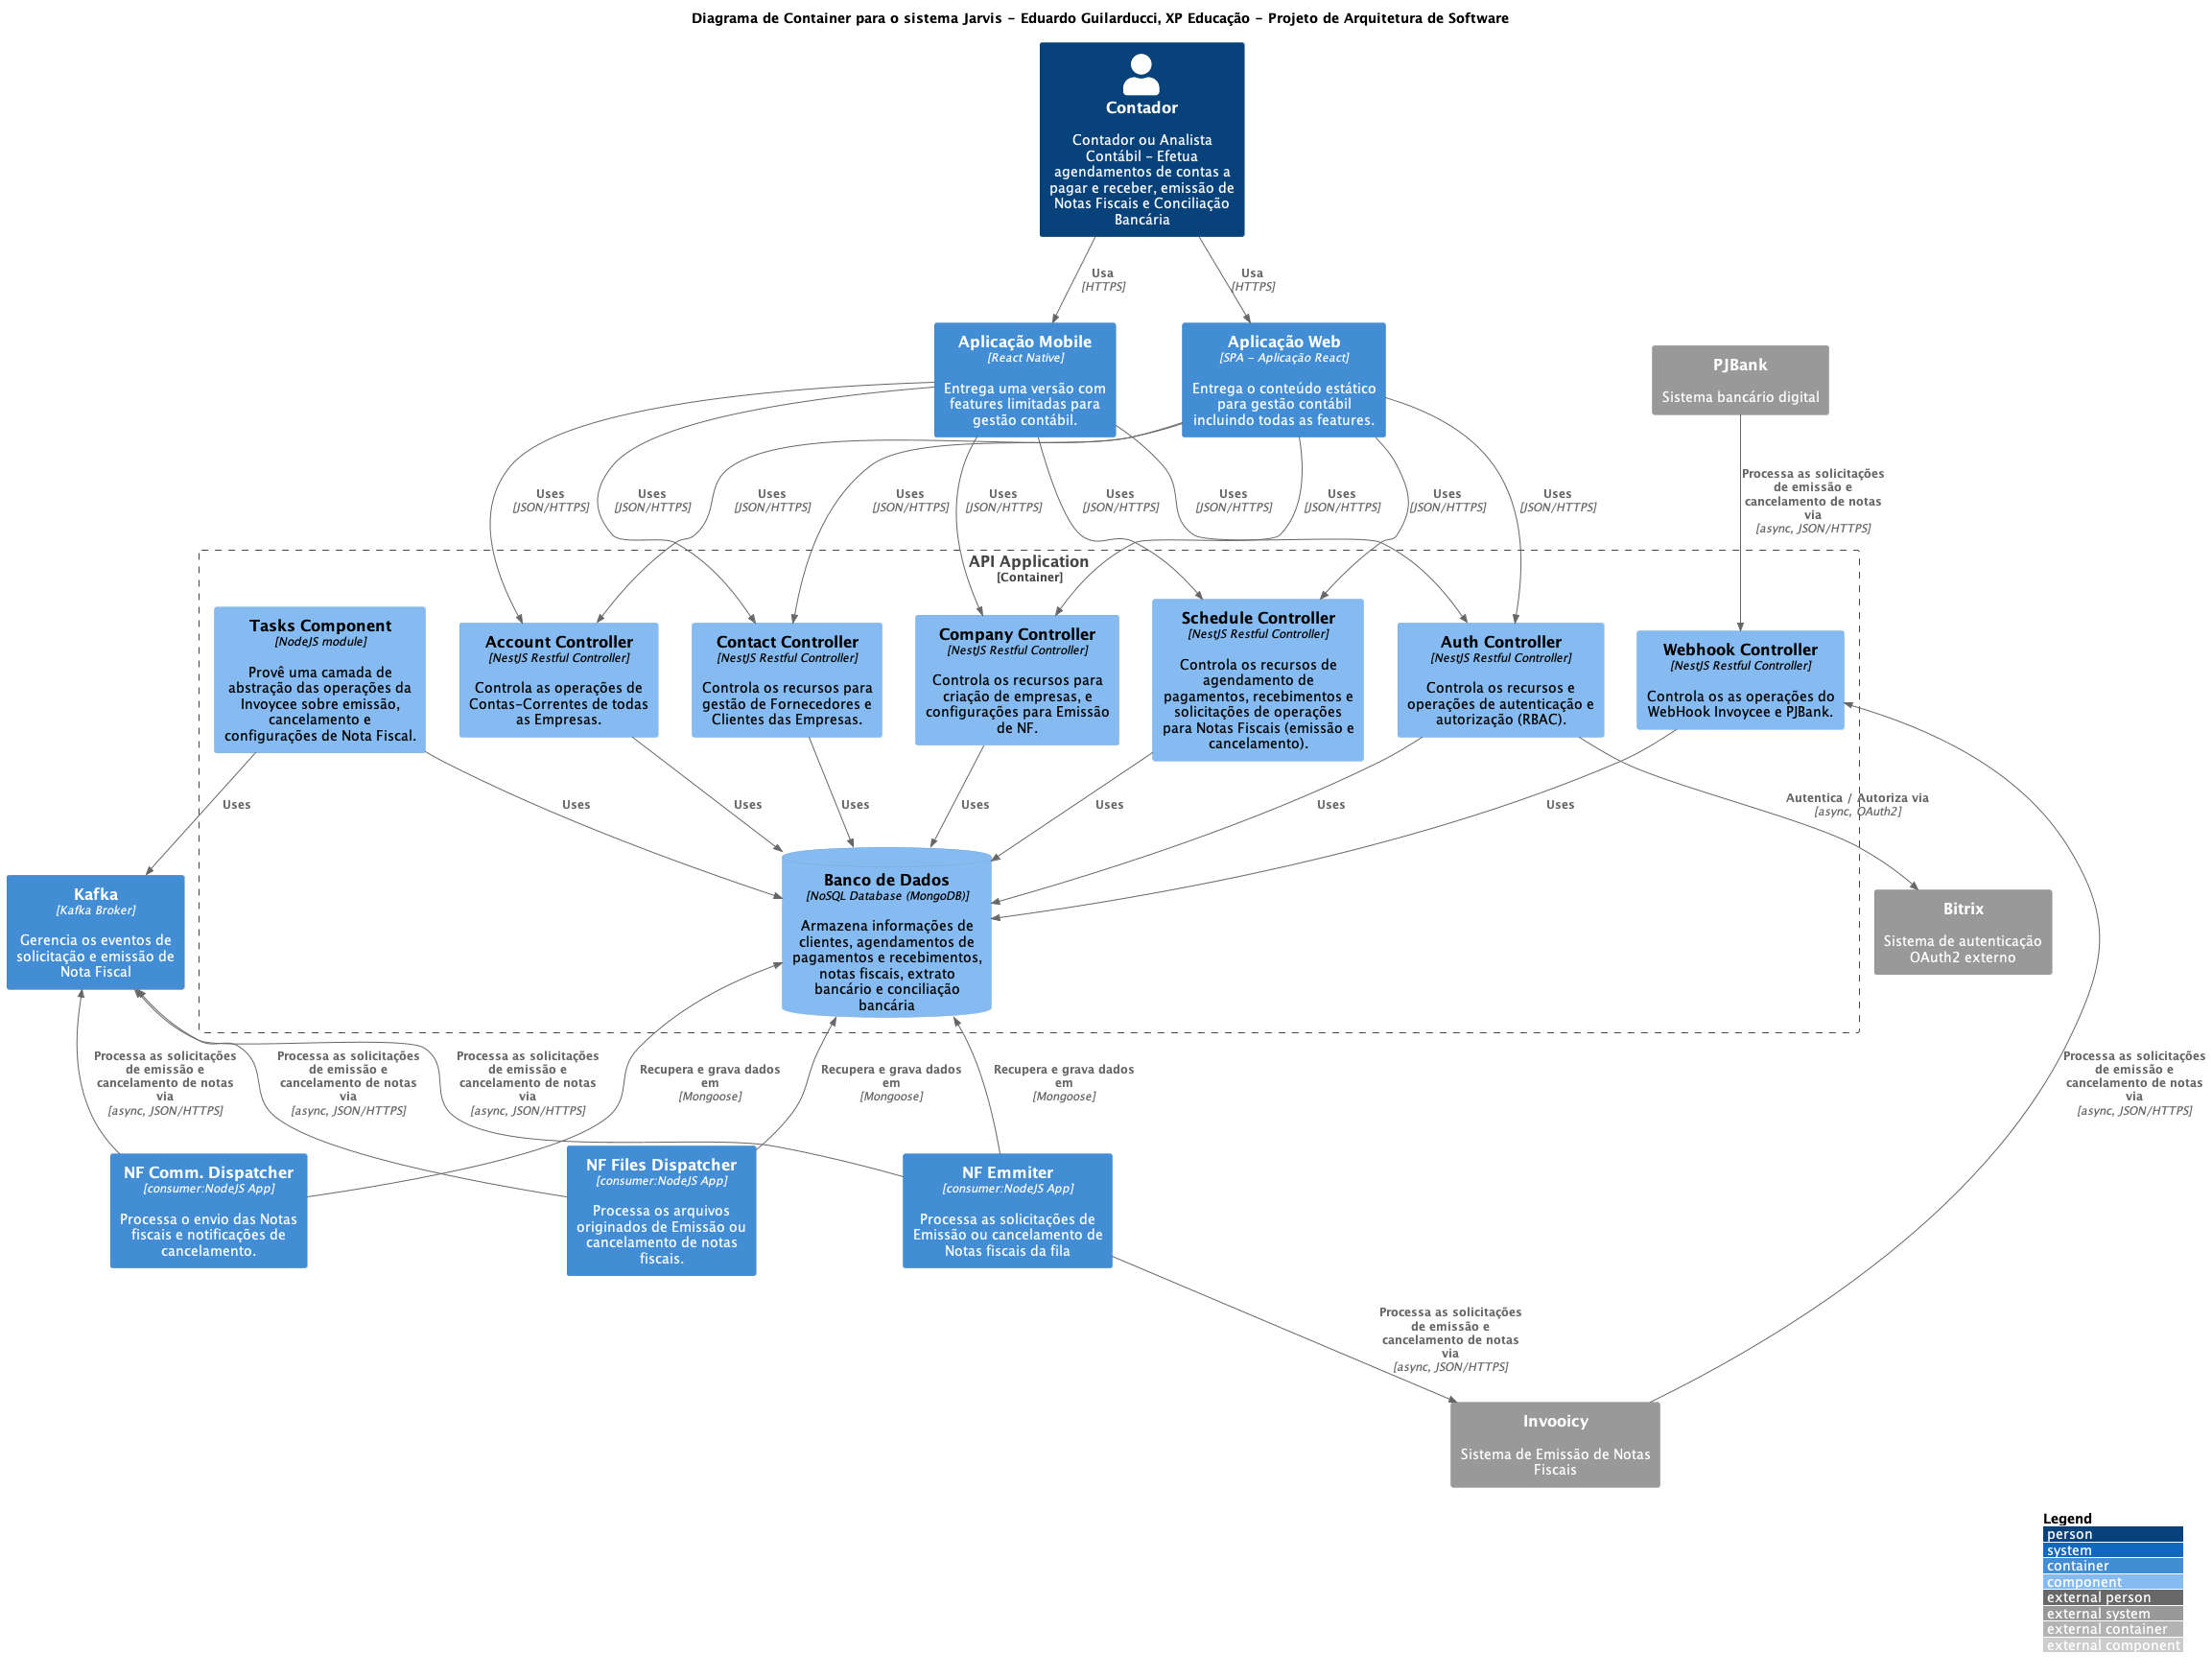 Diagrama de Container para o sistema Jarvis - Eduardo Guilarducci, XP Educação - Projeto de Arquitetura de Software
Contador
Contador ou Analista
Contábil - Efetua
agendamentos de contas a
pagar e receber, emissão de
Notas Fiscais e Conciliação
Bancária
Usa
[HTTPS]
Usa
[HTTPS]
Aplicação Mobile
[React Native]
Entrega uma versão com
features limitadas para
gestão contábil.
Aplicação Web
[SPA - Aplicação React]
Entrega o conteúdo estático
para gestão contábil
incluindo todas as features.
PJBank
Sistema bancário digital
Uses
[JSON/HTTPS]
Uses
[JSON/HTTPS]
Uses
[JSON/HTTPS]
Uses
[JSON/HTTPS]
Uses
[JSON/HTTPS]
Uses
[JSON/HTTPS]
Uses
[JSON/HTTPS]
Uses
[JSON/HTTPS]
Uses
[JSON/HTTPS]
Uses
[JSON/HTTPS]
Processa as solicitações
de emissão e
cancelamento de notas
via
[async, JSON/HTTPS]
API Application
[Container]
Tasks Component
[NodeJS module]
Provê uma camada de
abstração das operações da
Invoycee sobre emissão,
cancelamento e
configurações de Nota Fiscal.
Account Controller
[NestJS Restful Controller]
Controla as operações de
Contas-Correntes de todas
as Empresas.
Contact Controller
[NestJS Restful Controller]
Controla os recursos para
gestão de Fornecedores e
Clientes das Empresas.
Company Controller
[NestJS Restful Controller]
Controla os recursos para
criação de empresas, e
configurações para Emissão
de NF.
Schedule Controller
[NestJS Restful Controller]
Controla os recursos de
agendamento de
pagamentos, recebimentos e
solicitações de operações
para Notas Fiscais (emissão e
cancelamento).
Auth Controller
[NestJS Restful Controller]
Controla os recursos e
operações de autenticação e
autorização (RBAC).
Webhook Controller
[NestJS Restful Controller]
Controla os as operações do
WebHook Invoycee e PJBank.
Uses
Uses
Uses
Uses
Uses
Uses
Uses
Uses
Autentica / Autoriza via
[async, OAuth2]
Kafka
[Kafka Broker]
Gerencia os eventos de
solicitação e emissão de
Nota Fiscal
Banco de Dados
[NoSQL Database (MongoDB)]
Armazena informações de
clientes, agendamentos de
pagamentos e recebimentos,
notas fiscais, extrato
bancário e conciliação
bancária
Bitrix
Sistema de autenticação
OAuth2 externo
Processa as solicitações
de emissão e
cancelamento de notas
via
[async, JSON/HTTPS]
Processa as solicitações
de emissão e
cancelamento de notas
via
[async, JSON/HTTPS]
Processa as solicitações
de emissão e
cancelamento de notas
via
[async, JSON/HTTPS]
Recupera e grava dados
em
[Mongoose]
Recupera e grava dados
em
[Mongoose]
Recupera e grava dados
em
[Mongoose]
Processa as solicitações
de emissão e
cancelamento de notas
via
[async, JSON/HTTPS]
NF Comm. Dispatcher
[consumer:NodeJS App]
Processa o envio das Notas
fiscais e notificações de
cancelamento.
NF Files Dispatcher
[consumer:NodeJS App]
Processa os arquivos
originados de Emissão ou
cancelamento de notas
fiscais.
NF Emmiter
[consumer:NodeJS App]
Processa as solicitações de
Emissão ou cancelamento de
Notas fiscais da fila
Processa as solicitações
de emissão e
cancelamento de notas
via
[async, JSON/HTTPS]
Invooicy
Sistema de Emissão de Notas
Fiscais
Legend
person
system
container
component
external person
external system
external container
external component